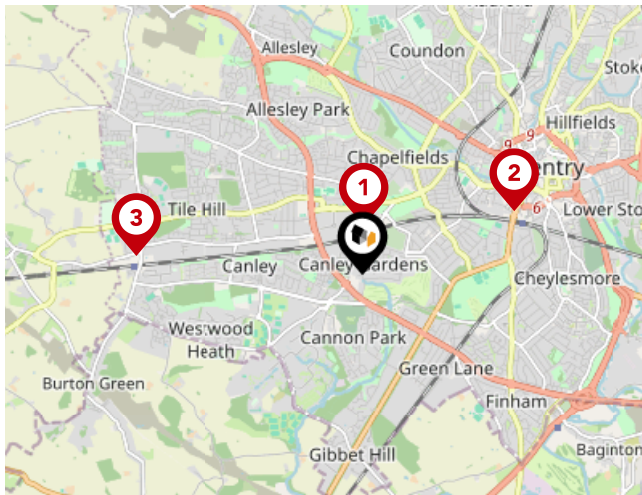 Allesley
Coundon
Stoke
Allesley Park
Hillfields
9
9
Chapelfields
entry
1
2
3
Tile Hill
6
Lower Sto
Canley
Canley Gardens
Cheylesmore
Westwood
Heath
Cannon Park
Green Lane
Burton Green
Finham
Gibbet Hill
Baginton